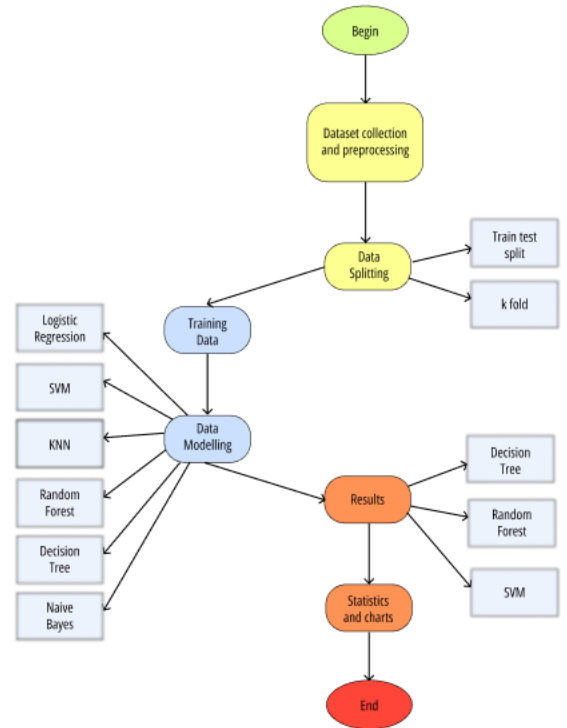 Begin
Dataset collection
and preprocessing
Data
Splitting
Train test
split
k fold
Training
Data
Logistic
Regression
SVM
KNN
Random
Forest
Decision
Tree
Naive
Bayes
Data
Modelling
Results
Decision
Tree
Random
Forest
SVM
Statistics
and charts
End